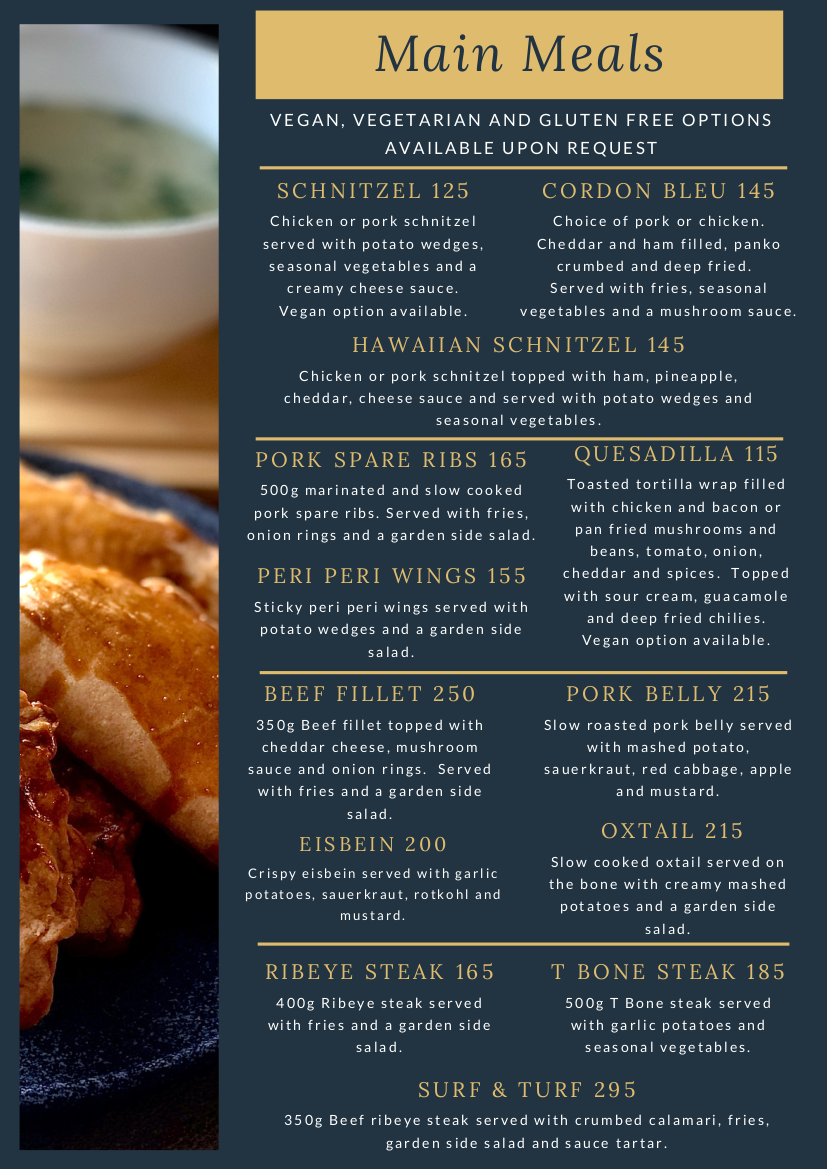 Main Meals
VEGAN, VEGETARIAN AND GLUTEN FREE OPTIONS
AVAILABLE UPON REQUEST
SCHNITZEL 125
Chicken or pork schnitzel
served with potato wedges,
seasonal vegetables and a
creamy cheese sauce.
Vegan option available.
CORDON BLEU 145
Choice of pork or chicken.
Cheddar and ham filled, panko
crumbed and deep fried.
Served with fries, seasonal
vegetables and a mushroom sauce.
HAWAIIAN SCHNITZEL 145
Chicken or pork schnitzel topped with ham, pineapple,
cheddar, cheese sauce and served with potato wedges and
seasonal vegetables.
PORK SPARE RIBS 165
500g marinated and slow cooked
pork spare ribs. Served with fries,
onion rings and a garden side salad.
PERI PERI WINGS 155
Sticky peri peri wings served with
potato wedges and a garden side
salad.
QUESADILLA 115
Toasted tortilla wrap filled
with chicken and bacon or
pan fried mushrooms and
beans, tomato, onion,
cheddar and spices. Topped
with sour cream, guacamole
and deep fried chilies.
Vegan option available.
BEEF FILLET 250
350g Beef fillet topped with
cheddar cheese, mushroom
sauce and onion rings. Served
with fries and a garden side
salad.
EISBEIN 200
Crispy eisbein served with garlic
potatoes, sauerkraut, rotkohl and
mustard.
PORK BELLY 215
Slow roasted pork belly served
with mashed potato,
sauerkraut, red cabbage, apple
and mustard.
OXTAIL 215
Slow cooked oxtail served on
the bone with creamy mashed
potatoes and a garden side
salad.
RIBEYE STEAK 165
400g Ribeye steak served
with fries and a garden side
salad.
T BONE STEAK 185
500g T Bone steak served
with garlic potatoes and
seasonal vegetables.
SURF & TURF 295
350g Beef ribeye steak served with crumbed calamari, fries,
garden side salad and sauce tartar.